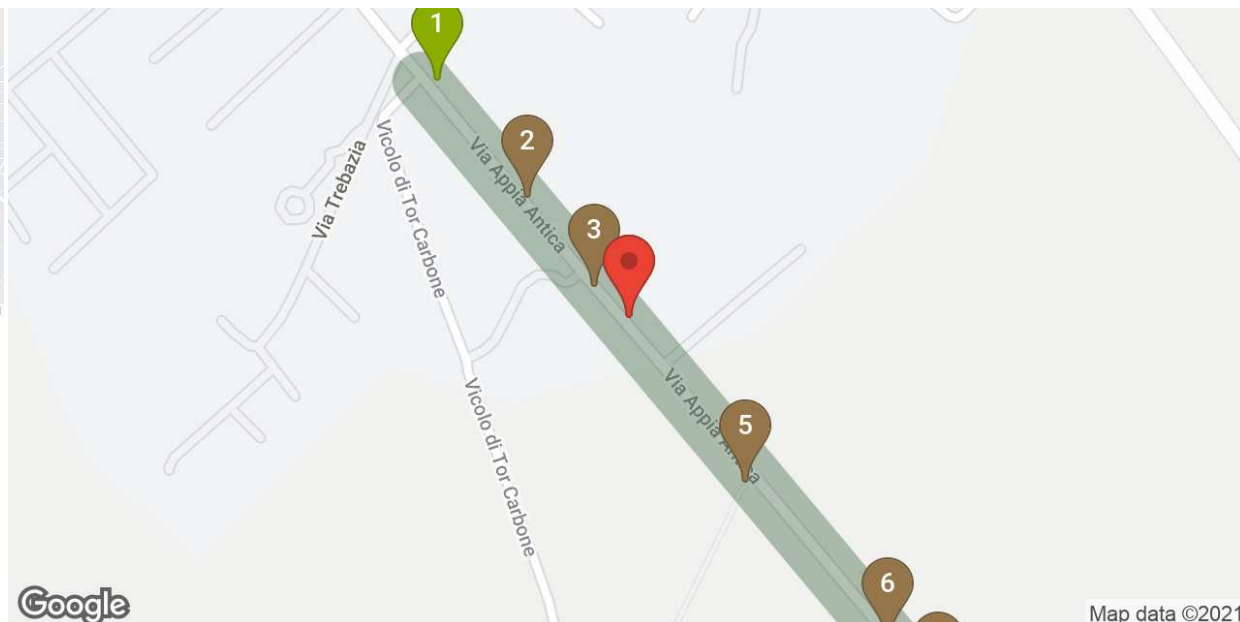 1
2
Via Appia Antica
Vicolo di Tor Carbone
Via Trebazia
3
Via Appia Antica
Vicolo di Tor Carbone
5
6
Google
Map data ©2021